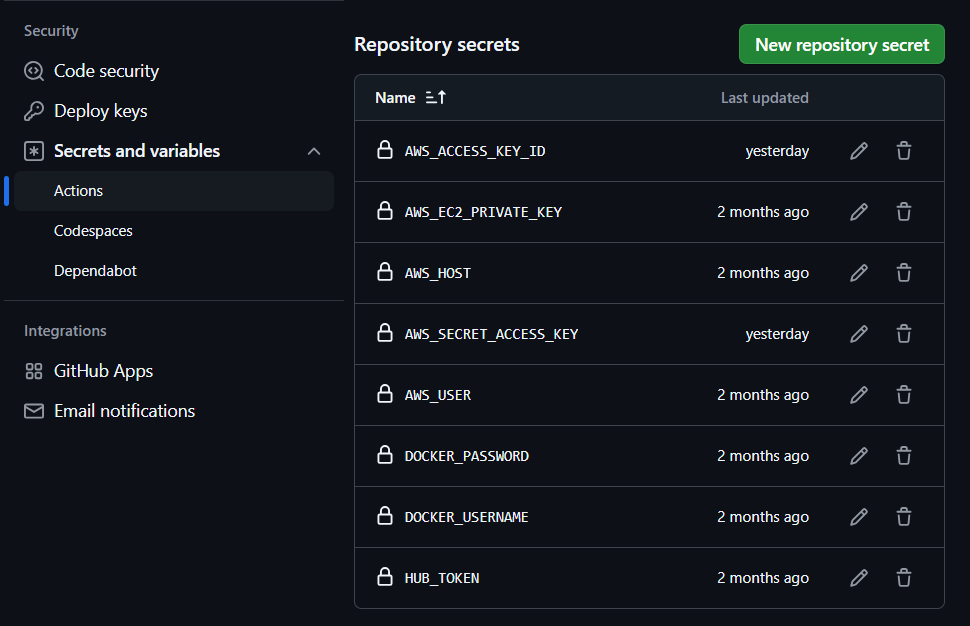 Security
Code security
Deploy keys
Secrets and variables
Actions
Codespaces
Dependabot
Integrations
GitHub Apps
Email notifications
Repository secrets
New repository secret
Name Last updated
AWS_ACCESS_KEY_ID yesterday
AWS_EC2_PRIVATE_KEY 2 months ago
AWS_HOST 2 months ago
AWS_SECRET_ACCESS_KEY yesterday
AWS_USER 2 months ago
DOCKER_PASSWORD 2 months ago
DOCKER_USERNAME 2 months ago
HUB_TOKEN 2 months ago